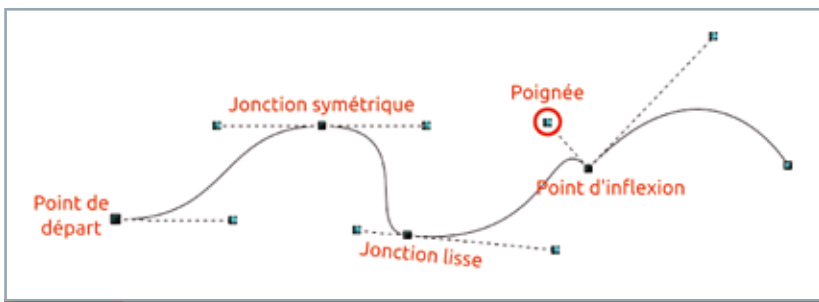 Jonction symétrique
Poignée
Point d'inflexion
Point de
départ
Jonction lisse